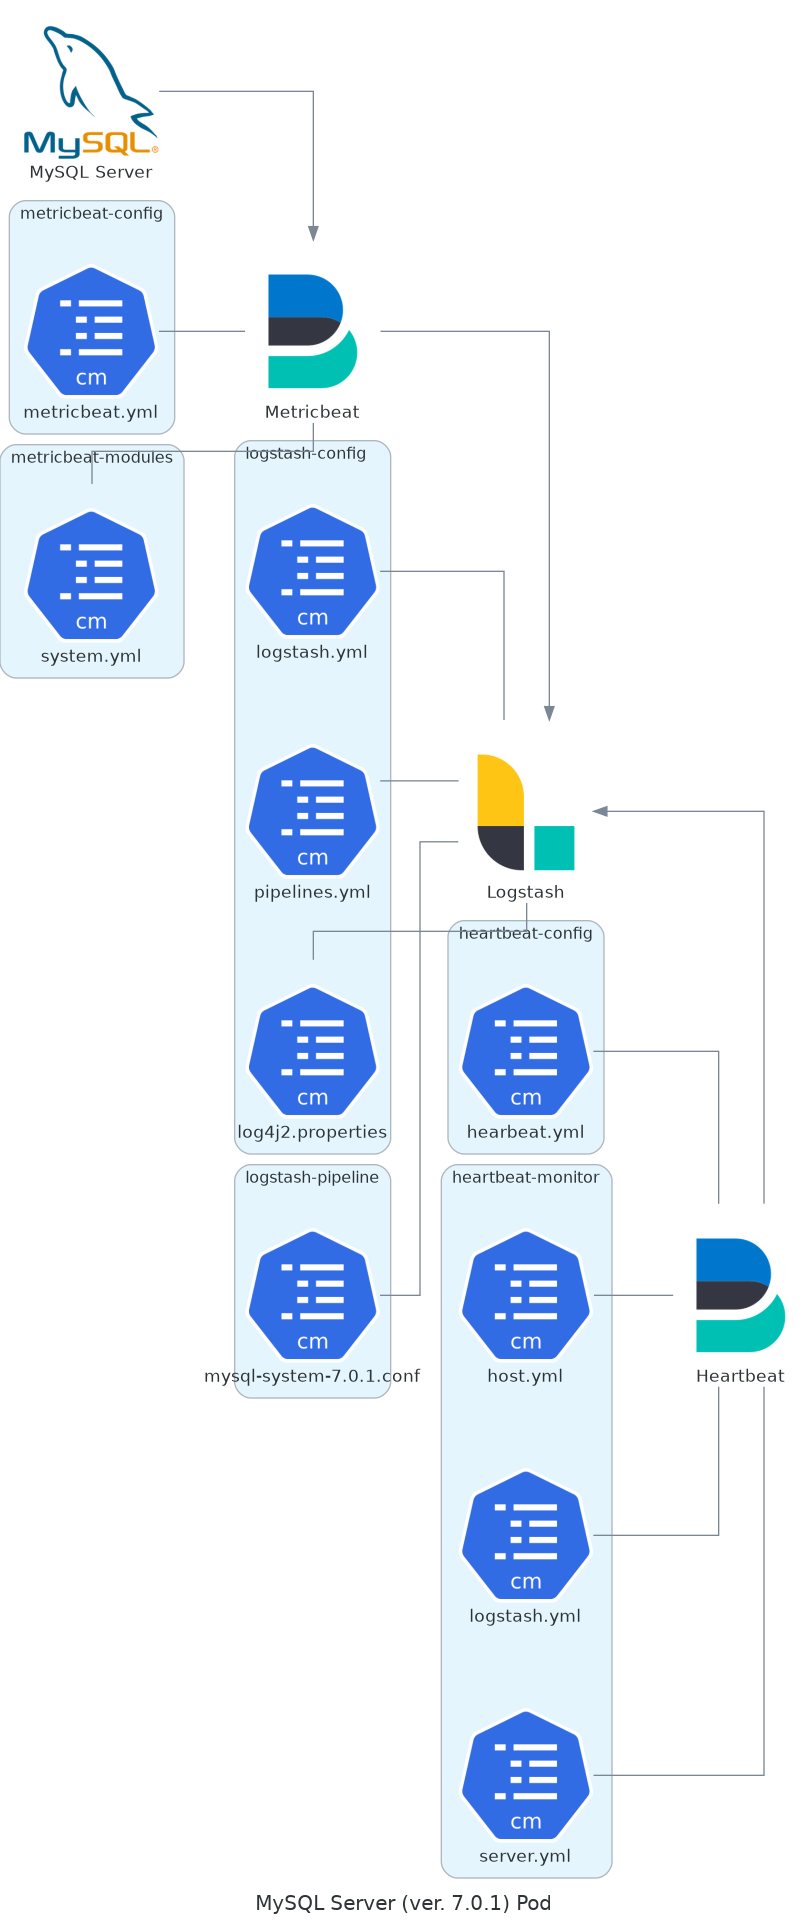 MySQL®
MySQL Server
metricbeat-config
cm
metricbeat.yml
Metricbeat
metricbeat-modules
cm
system.yml
logstash-config
cm
logstash.yml
cm
pipelines.yml
Logstash
cm
log4j2.properties
heartbeat-config
cm
hearbeat.yml
logstash-pipeline
cm
mysql-system-7.0.1.conf
heartbeat-monitor
cm
host.yml
Heartbeat
cm
logstash.yml
cm
server.yml
MySQL Server (ver. 7.0.1) Pod